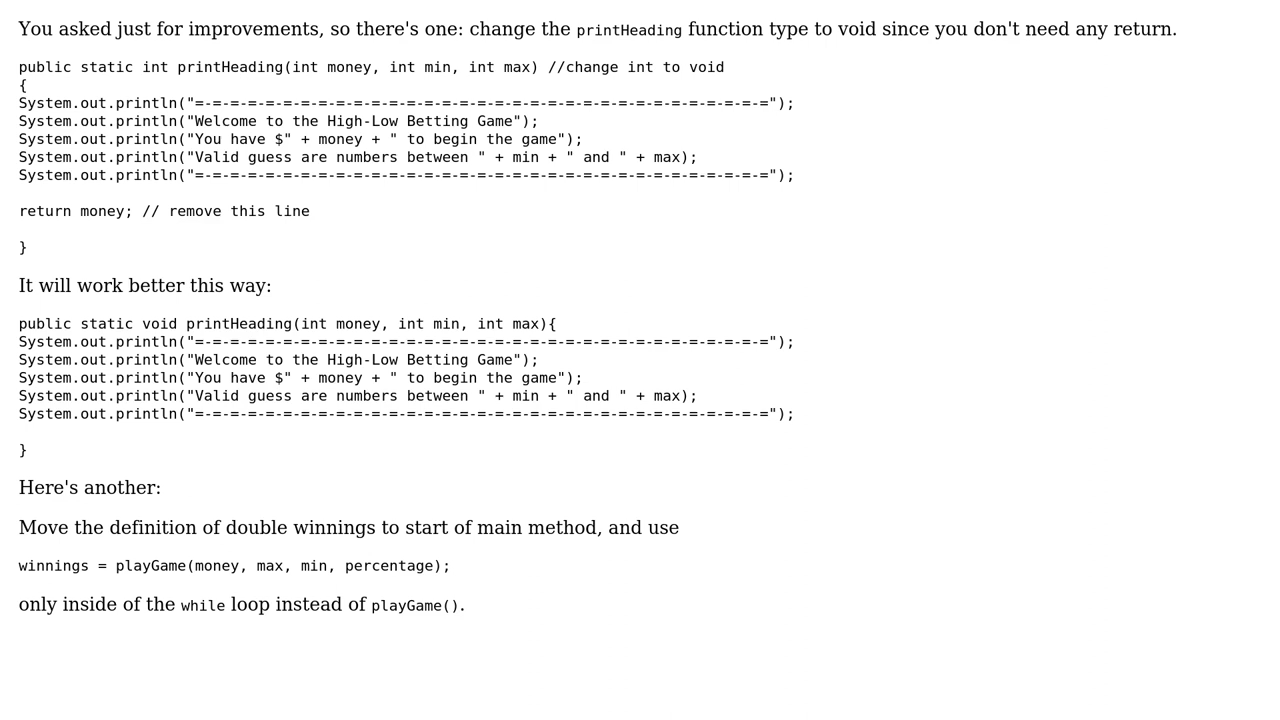 You asked just for improvements, so there's one: change the printHeading function type to void since you don't need any return.
public static int printHeading(int money, int min, int max) //change int to void
{
System.out.println("=-=-=-=-=-=-=-=-=-=-=-=-=-=-=-=-=-=-=-=-=-=-=-=-=-=-=-=-=-=-=-=-=");
System.out.println("Welcome to the High-Low Betting Game");
System.out.println("You have $" + money + " to begin the game");
System.out.println("Valid guess are numbers between " + min + " and " + max);
System.out.println("=-=-=-=-=-=-=-=-=-=-=-=-=-=-=-=-=-=-=-=-=-=-=-=-=-=-=-=-=-=-=-=-=");
return money; // remove this line
}
It will work better this way:
public static void printHeading(int money, int min, int max){
System.out.println("=-=-=-=-=-=-=-=-=-=-=-=-=-=-=-=-=-=-=-=-=-=-=-=-=-=-=-=-=-=-=-=-=");
System.out.println("Welcome to the High-Low Betting Game");
System.out.println("You have $" + money + " to begin the game");
System.out.println("Valid guess are numbers between " + min + " and " + max);
System.out.println("=-=-=-=-=-=-=-=-=-=-=-=-=-=-=-=-=-=-=-=-=-=-=-=-=-=-=-=-=-=-=-=-=");
}
Here's another:
Move the definition of double winnings to start of main method, and use
winnings = playGame(money, max, min, percentage);
only inside of the while loop instead of playGame().